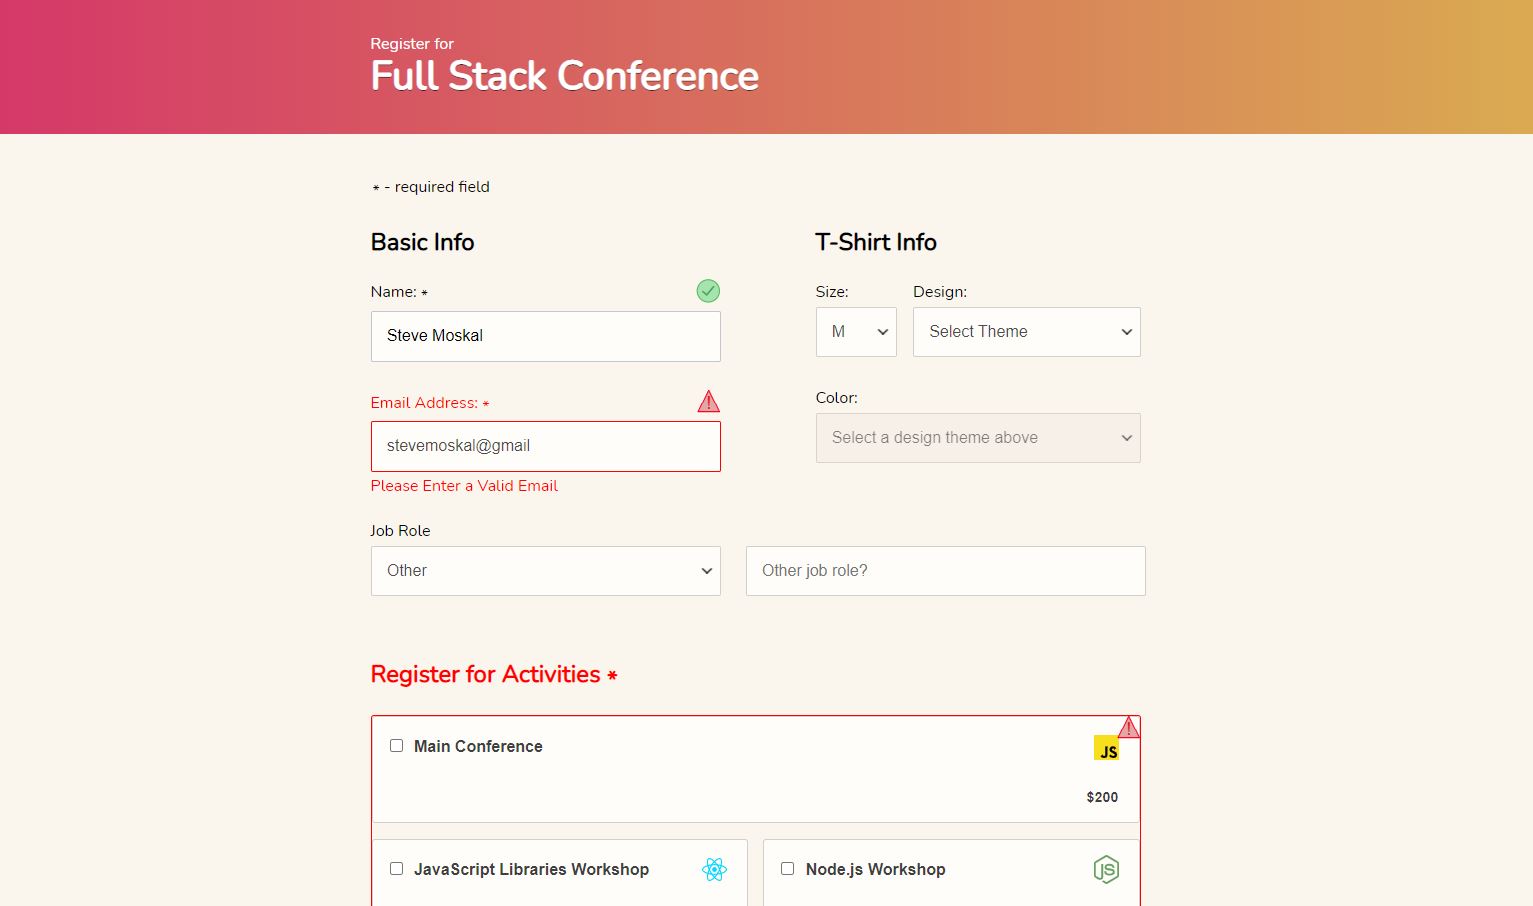 Register for
Full Stack Conference
* - required field
Basic Info
Name: *
Steve Moskal
Email Address: *
stevemoskal@gmail
Please Enter a Valid Email
T-Shirt Info
Size:
M
Design:
Select Theme
Color:
Select a design theme above
Job Role
Other
Other job role?
Register for Activities *
Main Conference
JS
$200
JavaScript Libraries Workshop
Node.js Workshop
JS